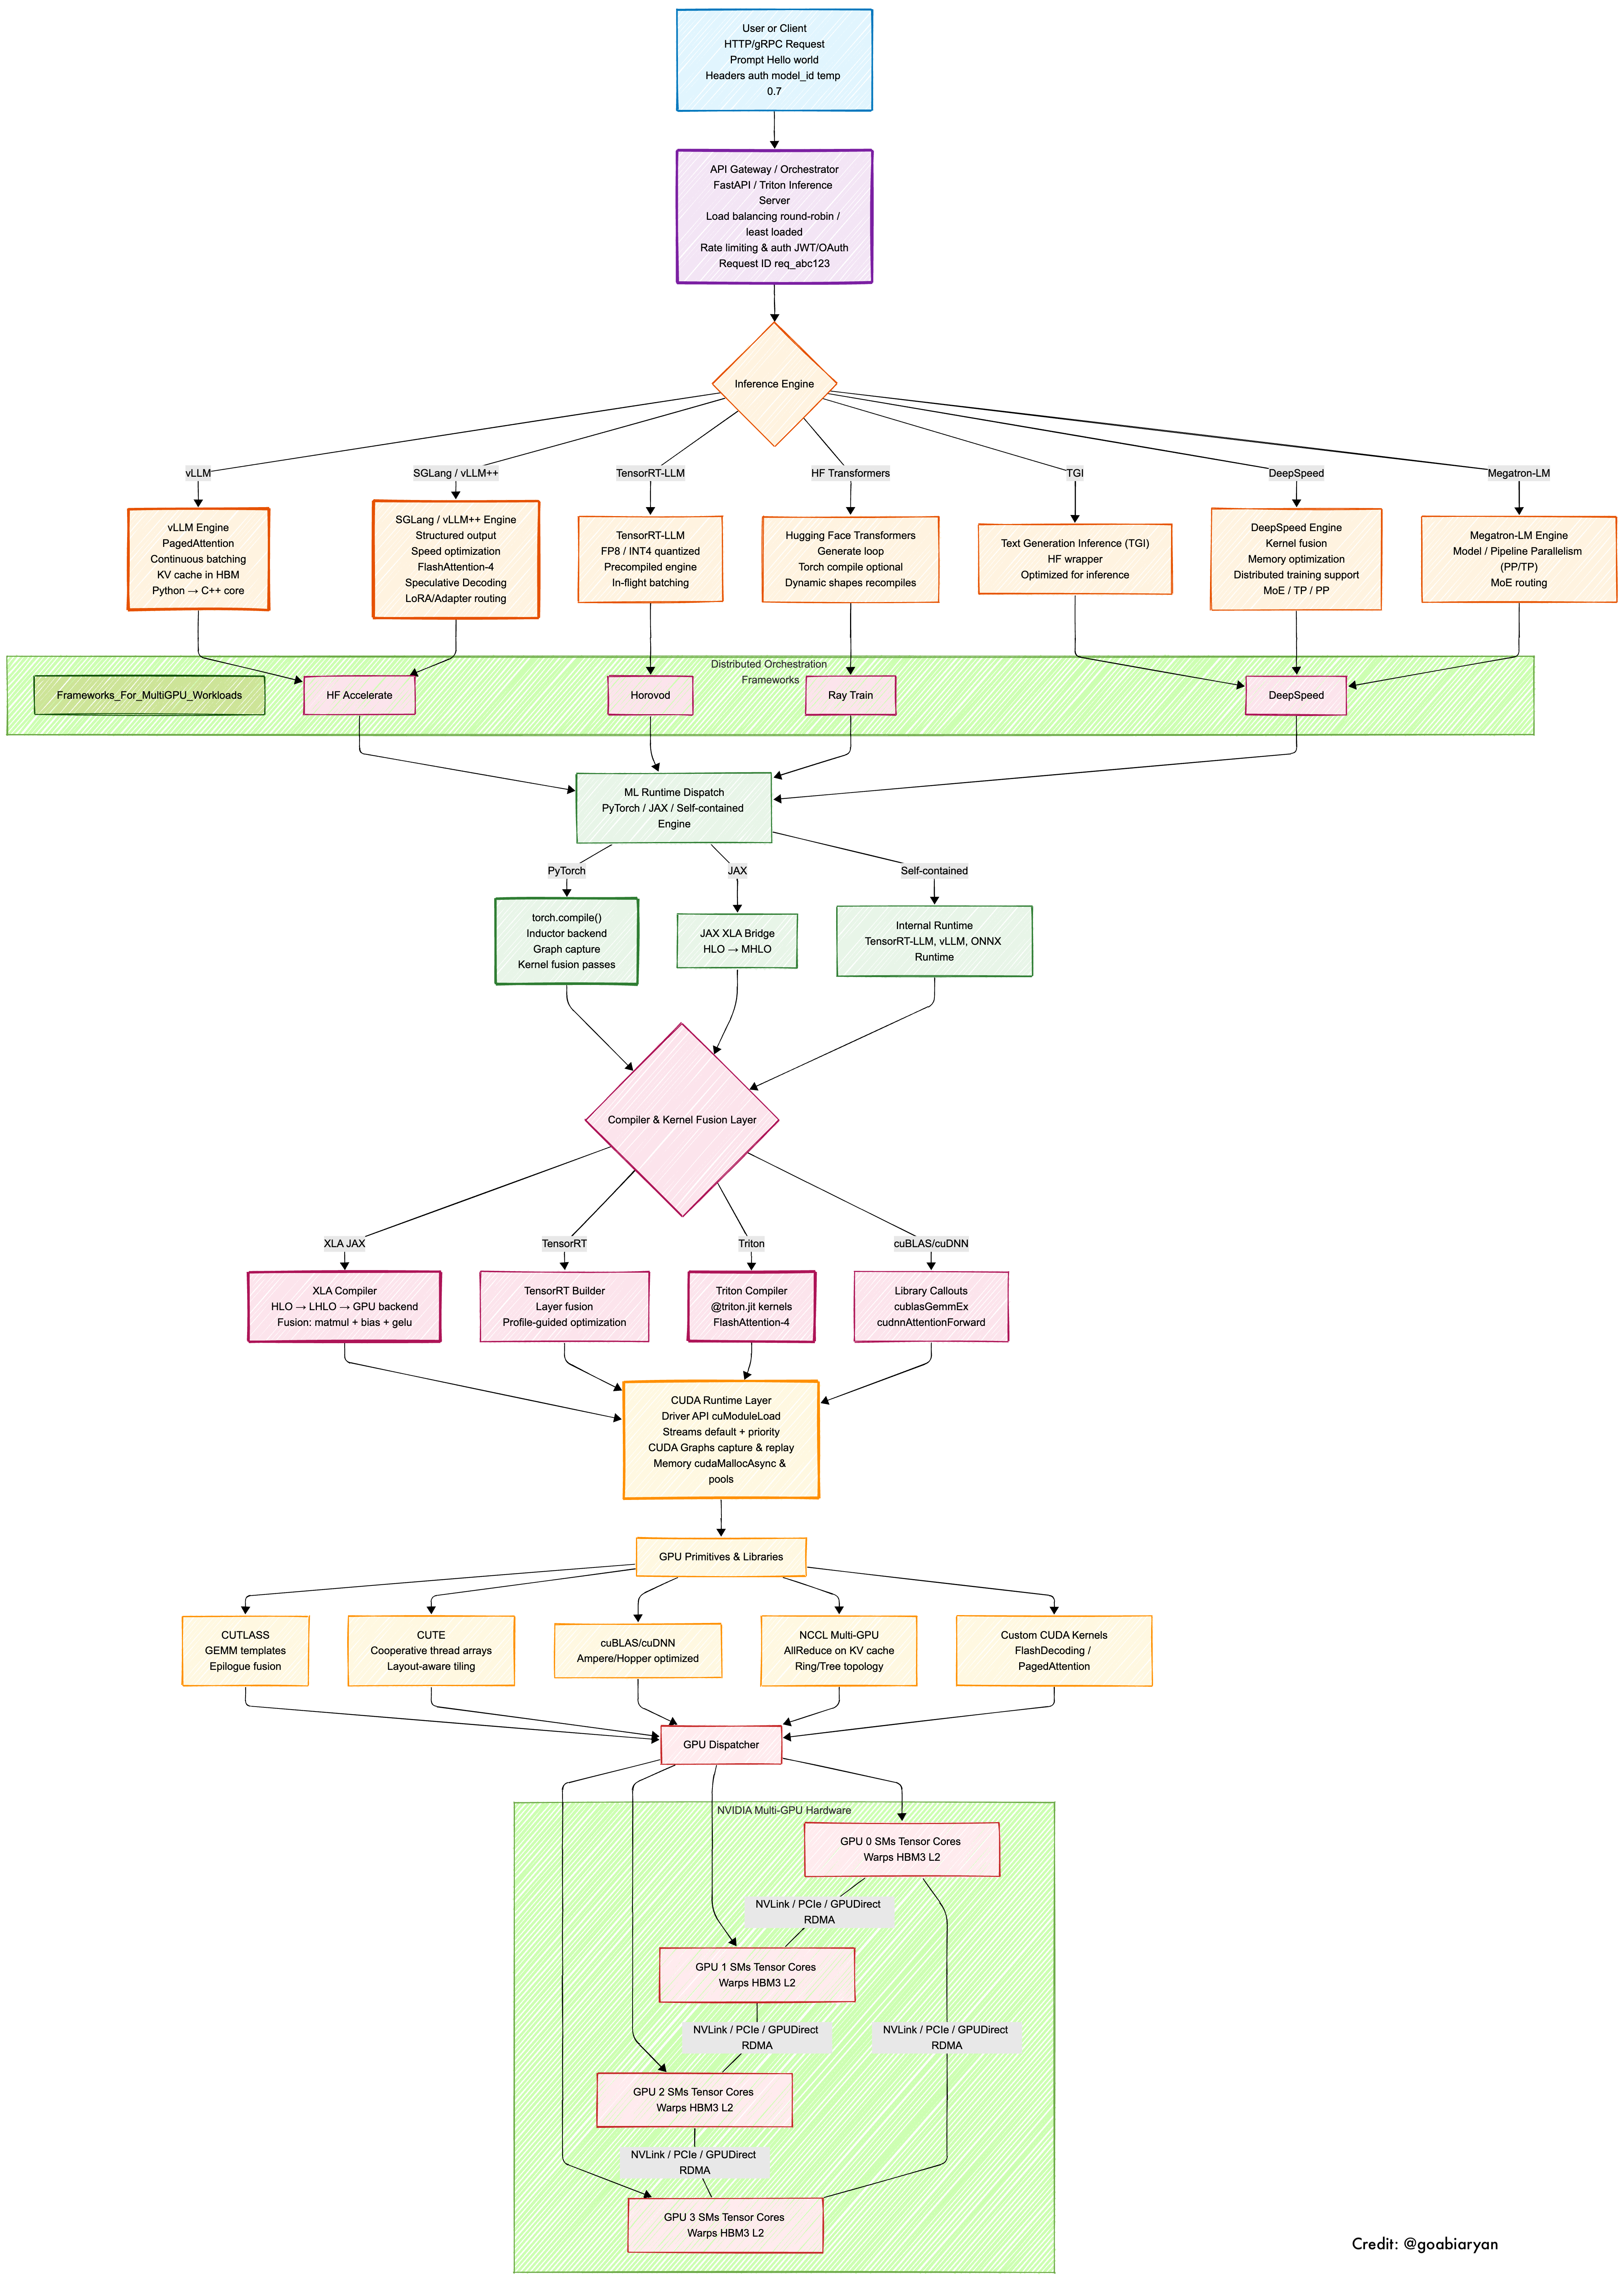 User or Client
HTTP/gRPC Request
Prompt Hello world
Headers auth model_id temp
0.7
API Gateway / Orchestrator
FastAPI / Triton Inference
Server
Load balancing round-robin /
least loaded
Rate limiting & auth JWT/OAuth
Request ID req_abc123
Inference Engine
vLLM
SGLang / vLLM++
TensorRT-LLM
HF Transformers
TGI
DeepSpeed
Megatron-LM
vLLM Engine
PagedAttention
Continuous batching
KV cache in HBM
Python → C++ core
SGLang / vLLM++ Engine
Structured output
Speed optimization
FlashAttention-4
Speculative Decoding
LoRA/Adapter routing
TensorRT-LLM
FP8 / INT4 quantized
Precompiled engine
In-flight batching
Hugging Face Transformers
Generate loop
Torch compile optional
Dynamic shapes recompiles
Text Generation Inference (TGI)
HF wrapper
Optimized for inference
DeepSpeed Engine
Kernel fusion
Memory optimization
Distributed training support
MoE / TP / PP
Megatron-LM Engine
Model / Pipeline Parallelism
(PP/TP)
MoE routing
Distributed Orchestration
Frameworks
Frameworks_For_MultiGPU_Workloads
HF Accelerate
Horovod
Ray Train
DeepSpeed
ML Runtime Dispatch
PyTorch / JAX / Self-contained
Engine
PyTorch
JAX
Self-contained
torch.compile()
Inductor backend
Graph capture
Kernel fusion passes
JAX XLA Bridge
HLO → MHLO
Internal Runtime
TensorRT-LLM, vLLM, ONNX
Runtime
Compiler & Kernel Fusion Layer
XLA JAX
TensorRT
Triton
cuBLAS/cuDNN
XLA Compiler
HLO → LHLO → GPU backend
Fusion: matmul + bias + gelu
TensorRT Builder
Layer fusion
Profile-guided optimization
Triton Compiler
@triton.jit kernels
FlashAttention-4
Library Callouts
cublasGemmEx
cudnnAttentionForward
CUDA Runtime Layer
Driver API cuModuleLoad
Streams default + priority
CUDA Graphs capture & replay
Memory cudaMallocAsync &
pools
GPU Primitives & Libraries
CUTLASS
GEMM templates
Epilogue fusion
CUTE
Cooperative thread arrays
Layout-aware tiling
cuBLAS/cuDNN
Ampere/Hopper optimized
NCCL Multi-GPU
AllReduce on KV cache
Ring/Tree topology
Custom CUDA Kernels
FlashDecoding /
PagedAttention
GPU Dispatcher
NVIDIA Multi-GPU Hardware
GPU 0 SMs Tensor Cores
Warps HBM3 L2
NVLink / PCIe / GPUDirect
RDMA
GPU 1 SMs Tensor Cores
Warps HBM3 L2
NVLink / PCIe / GPUDirect
RDMA
NVLink / PCIe / GPUDirect
RDMA
GPU 2 SMs Tensor Cores
Warps HBM3 L2
NVLink / PCIe / GPUDirect
RDMA
GPU 3 SMs Tensor Cores
Warps HBM3 L2
Credit: @goabiaryan